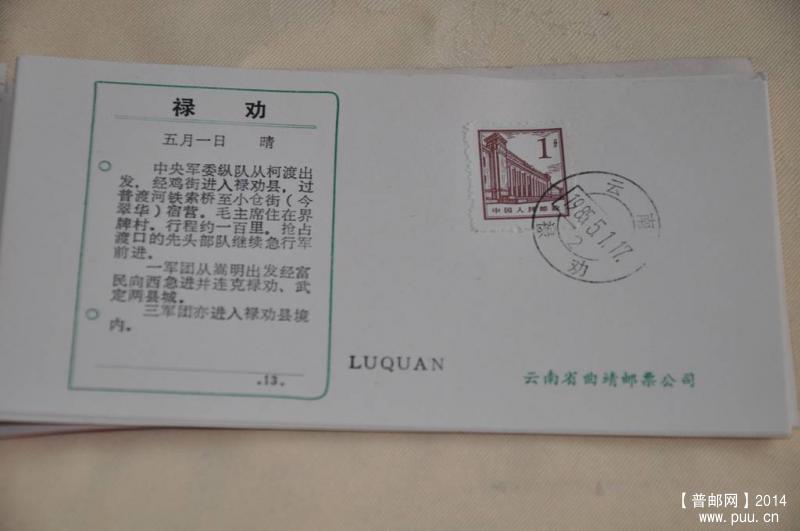 禄 劝
五月一日 晴
中央军委纵队从柯渡出
发，经鸡街进入禄劝县，过
普渡河铁索桥至小仓街（今
翠华）宿营。毛主席住在界
牌村。行程约一百里。抢占
渡口的先头部队继续急行军
前进。
一军团从嵩明出发经富
民向西急进并连克禄劝、武
定两县城。
三军团亦进入禄劝县境
内。
.13.
LUQUAN
1
中国人民邮政
云南
1986.5.1.17.
2
禄劝
云南省曲靖邮票公司
【普邮网】2014
www.puu.cn